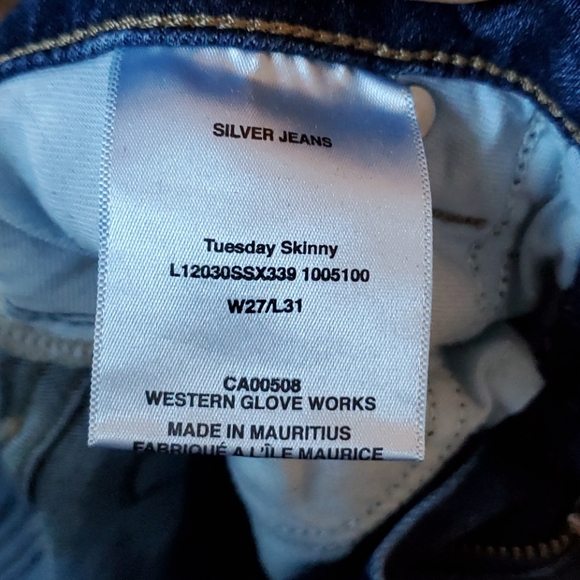 SILVER JEANS
Tuesday Skinny
L12030SSX339 1005100
W27/L31
CA00508
WESTERN GLOVE WORKS
MADE IN MAURITIUS
FABRIQUÉ A L'ÎLE MAURICE